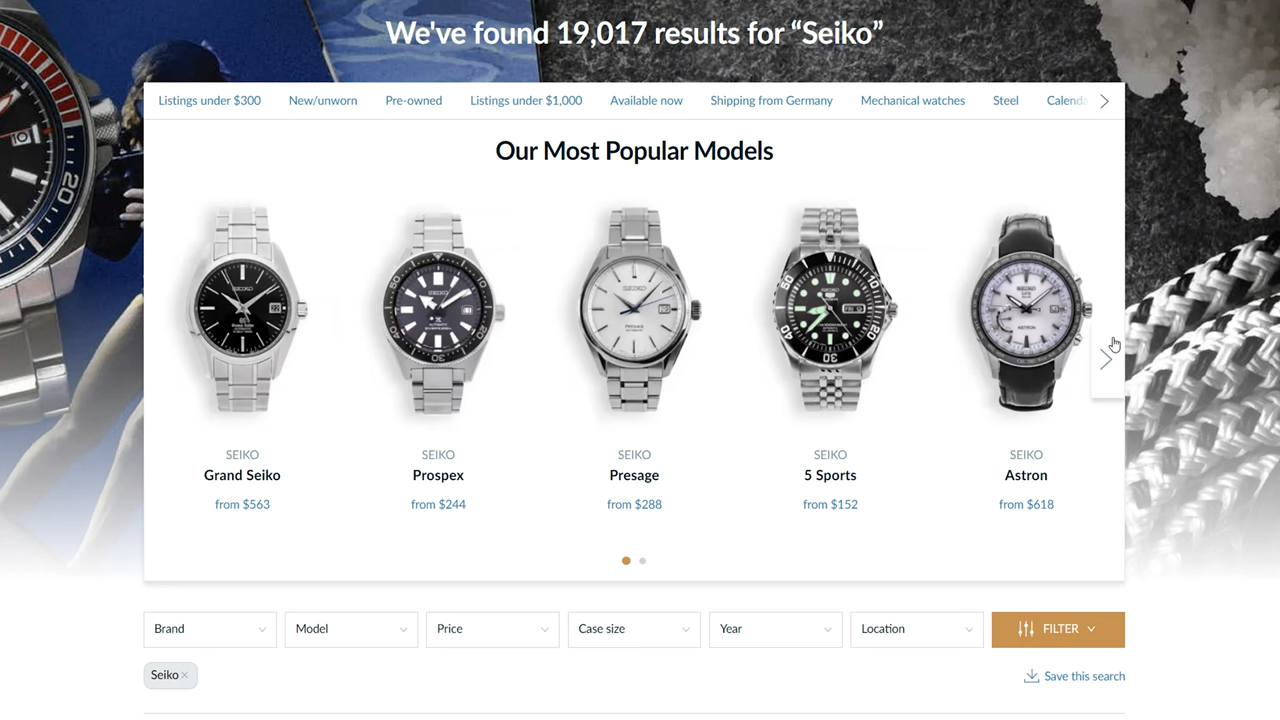 We've found 19,017 results for “Seiko”
Listings under $300 New/unworn Pre-owned Listings under $1,000 Available now Shipping from Germany Mechanical watches Steel Calenda
Our Most Popular Models
SEIKO SEIKO SEIKO SEIKO SEIKO
Grand Seiko Prospex Presage 5 Sports Astron
from $563 from $244 from $288 from $152 from $618
Brand Model Price Case size Year Location FILTER
Seiko ×
Save this search
20